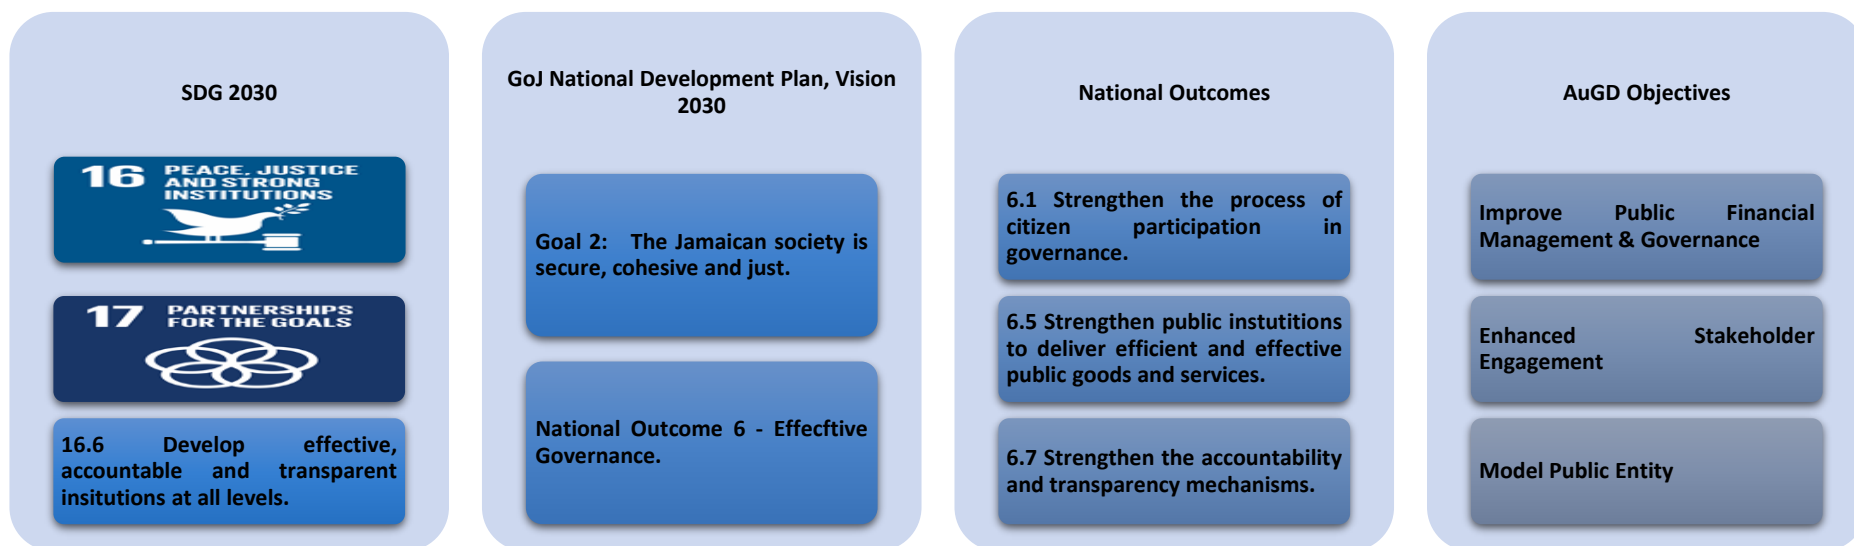 SDG 2030
16 PEACE, JUSTICE
AND STRONG
INSTITUTIONS
17 PARTNERSHIPS
FOR THE GOALS
16.6 Develop effective,
accountable and transparent
insitutions at all levels.
GoJ National Development Plan, Vision
2030
Goal 2: The Jamaican society is
secure, cohesive and just.
National Outcome 6 - Effecftive
Governance.
National Outcomes
6.1 Strengthen the process of
citizen participation in
governance.
6.5 Strengthen public instutitions
to deliver efficient and effective
public goods and services.
6.7 Strengthen the accountability
and transparency mechanisms.
AuGD Objectives
Improve Public Financial
Management & Governance
Enhanced Stakeholder
Engagement
Model Public Entity